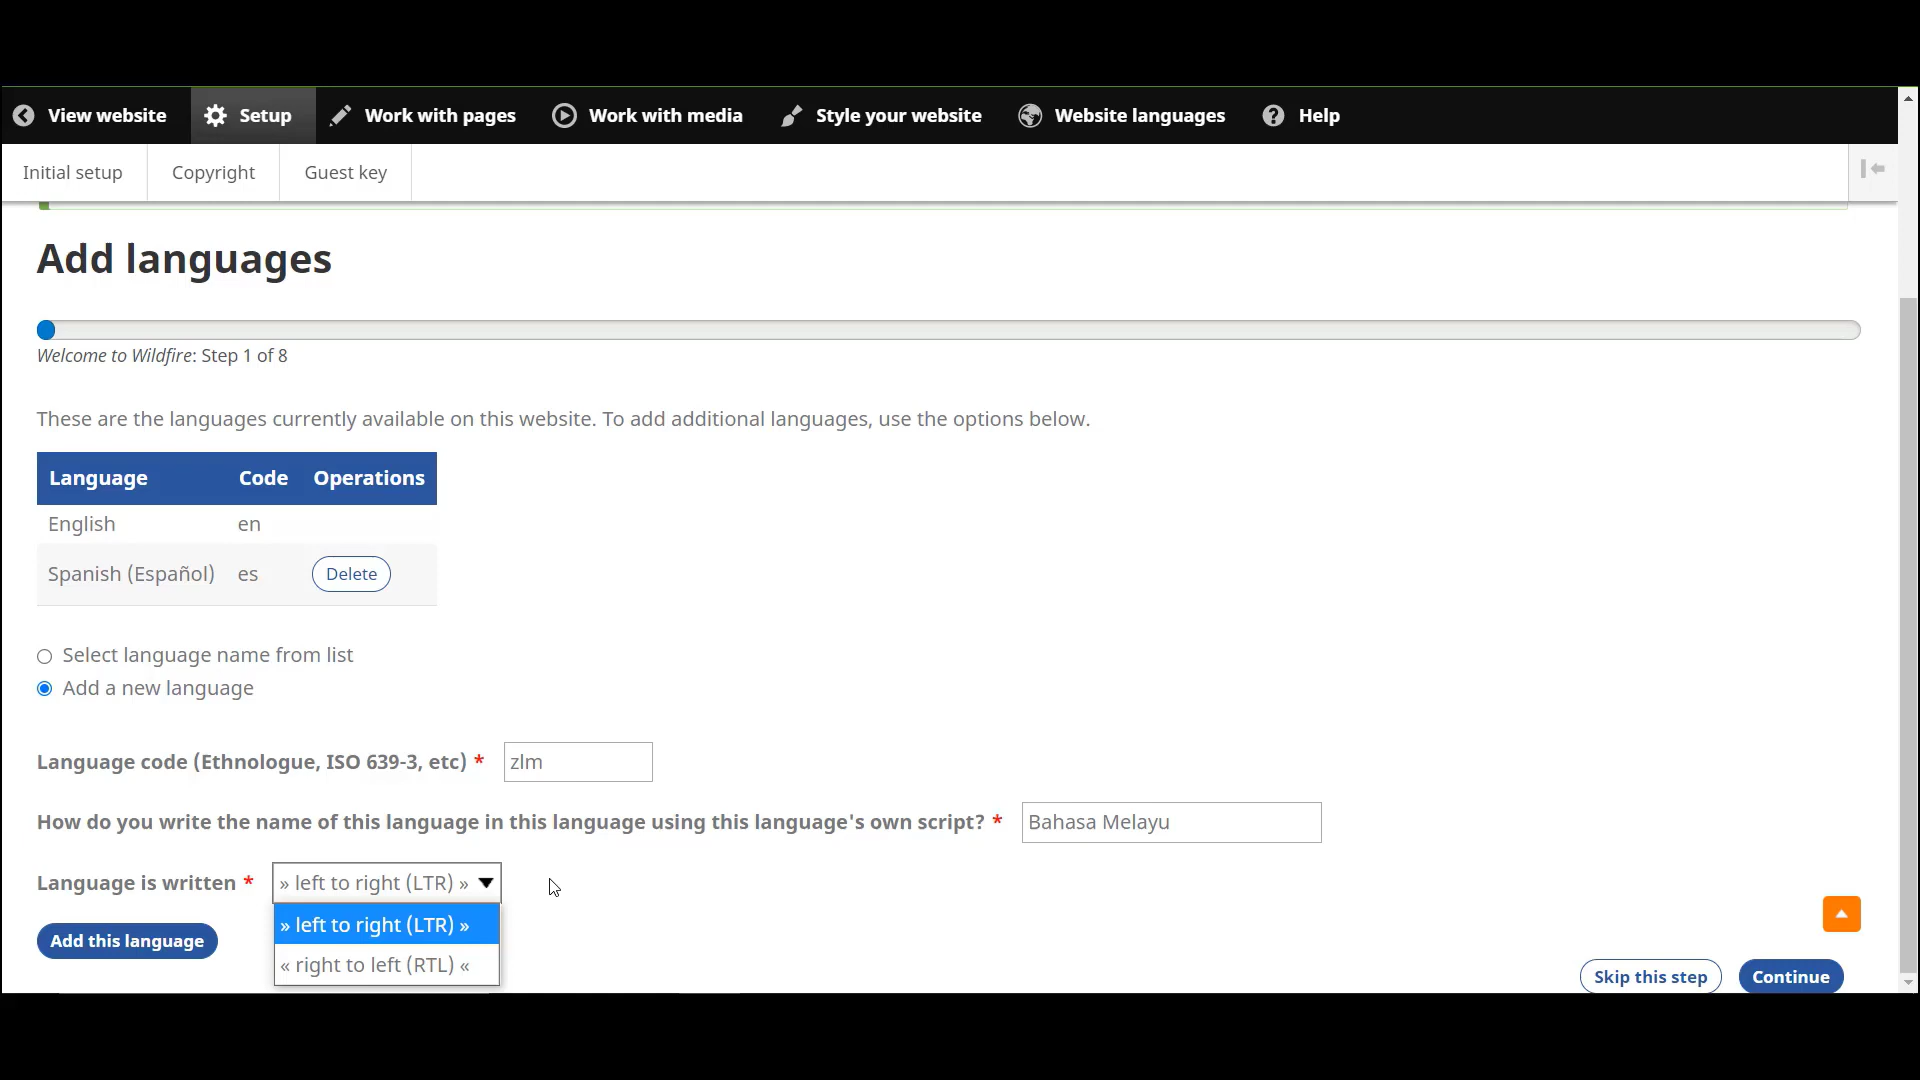 View website Setup Work with pages Work with media Style your website Website languages Help
Initial setup Copyright Guest key
Add languages
Welcome to Wildfire: Step 1 of 8
These are the languages currently available on this website. To add additional languages, use the options below.
Language Code Operations
English en
Spanish (Español) es Delete
Select language name from list
Add a new language
Language code (Ethnologue, ISO 639-3, etc) * zlm
How do you write the name of this language in this language using this language's own script? * Bahasa Melayu
Language is written * » left to right (LTR) »
» left to right (LTR) »
Add this language
« right to left (RTL) «
Skip this step Continue